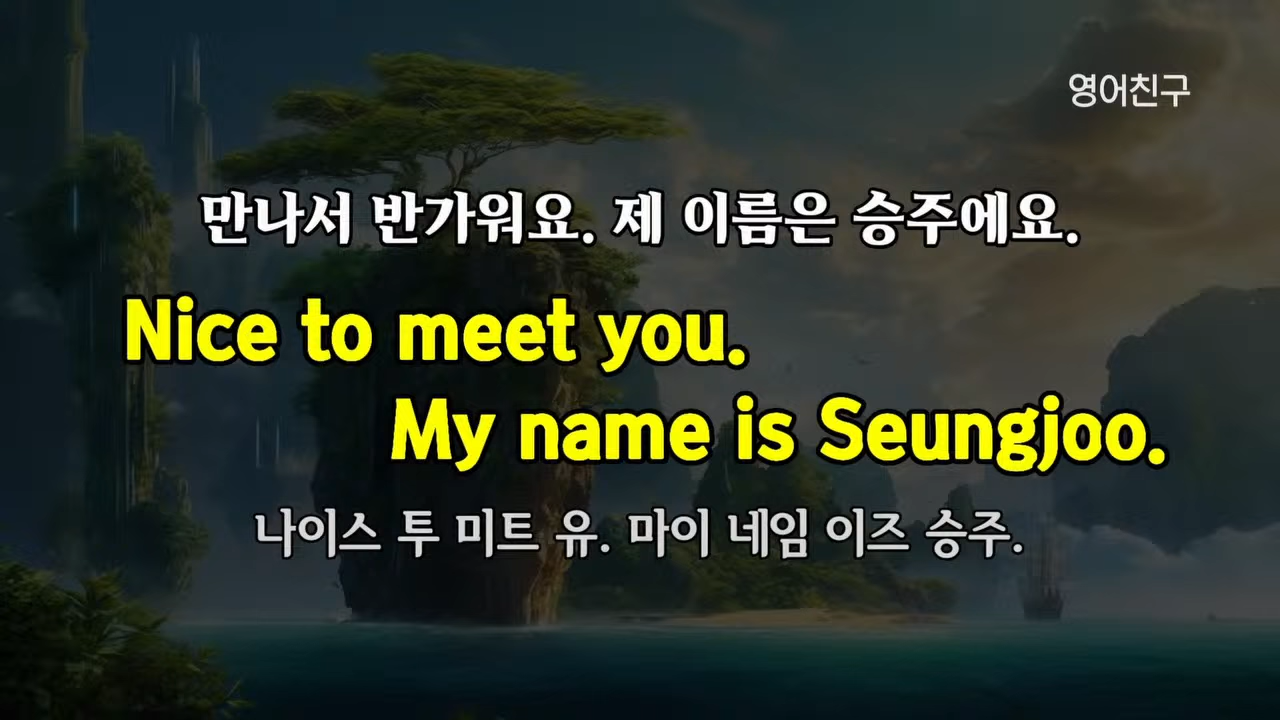 영어친구
만나서 반가워요. 제 이름은 승주에요.
Nice to meet you.
My name is Seungjoo.
나이스 투 미트 유. 마이 네임 이즈 승주.